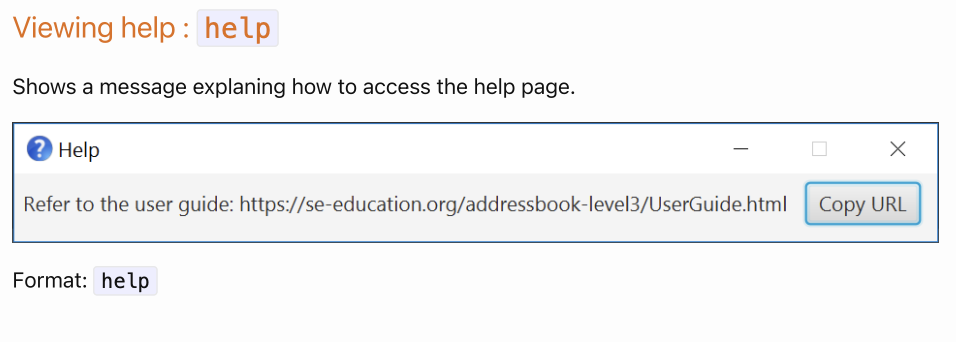 Viewing help : help
Shows a message explaning how to access the help page.
? Help
Refer to the user guide: https://se-education.org/addressbook-level3/UserGuide.html Copy URL
Format: help